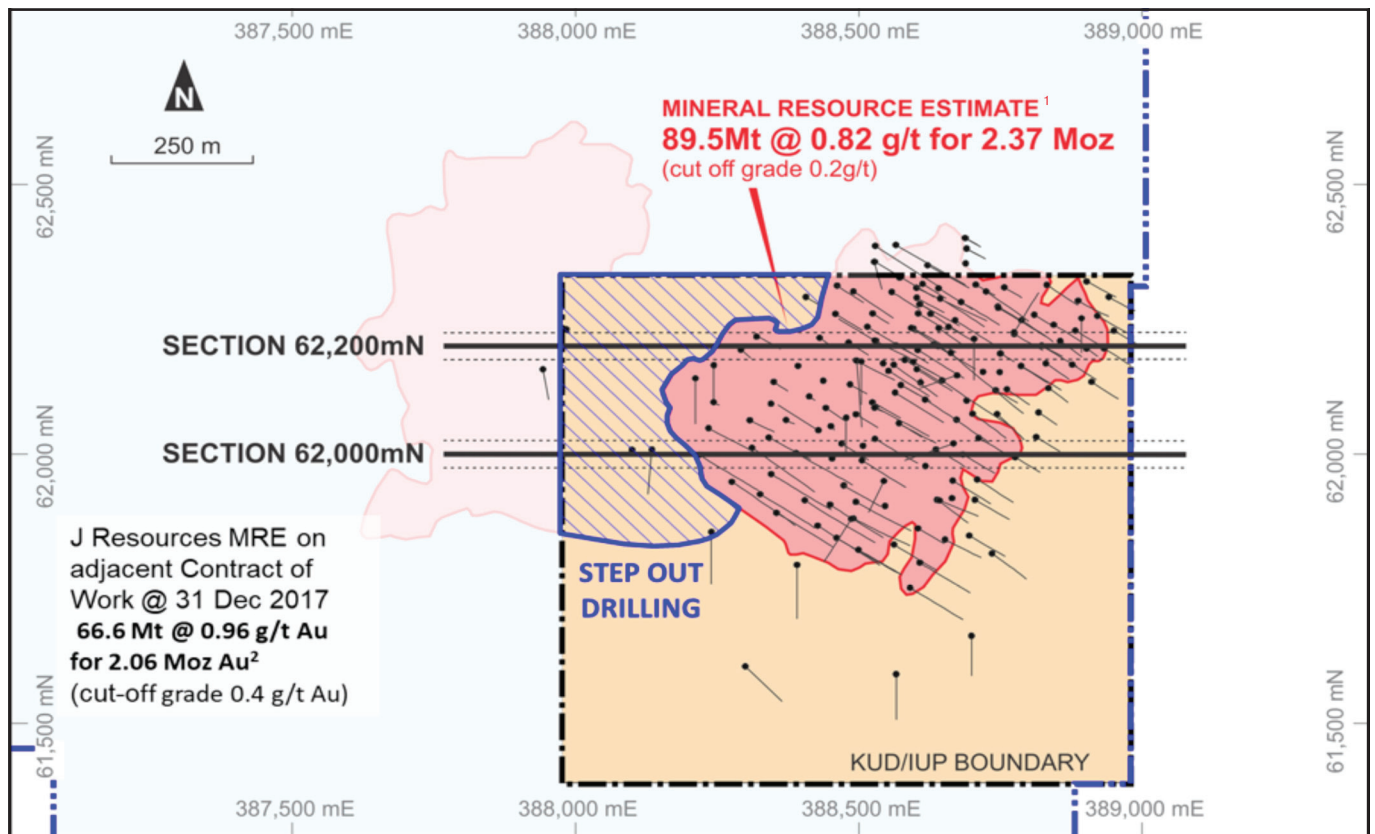 387,500 mE
388,000 mE
388,500 mE
389,000 mE
N
250 m
MINERAL RESOURCE ESTIMATE 1
89.5Mt @ 0.82 g/t for 2.37 Moz
(cut off grade 0.2g/t)
62,500 mN
62,500 mN
SECTION 62,200mN
62,000 mN
SECTION 62,000mN
62,000 mN
J Resources MRE on
adjacent Contract of
Work @ 31 Dec 2017
66.6 Mt @ 0.96 g/t Au
for 2.06 Moz Au²
(cut-off grade 0.4 g/t Au)
STEP OUT
DRILLING
61,500 mN
61,500 mN
KUD/IUP BOUNDARY
387,500 mE
388,000 mE
388,500 mE
389,000 mE